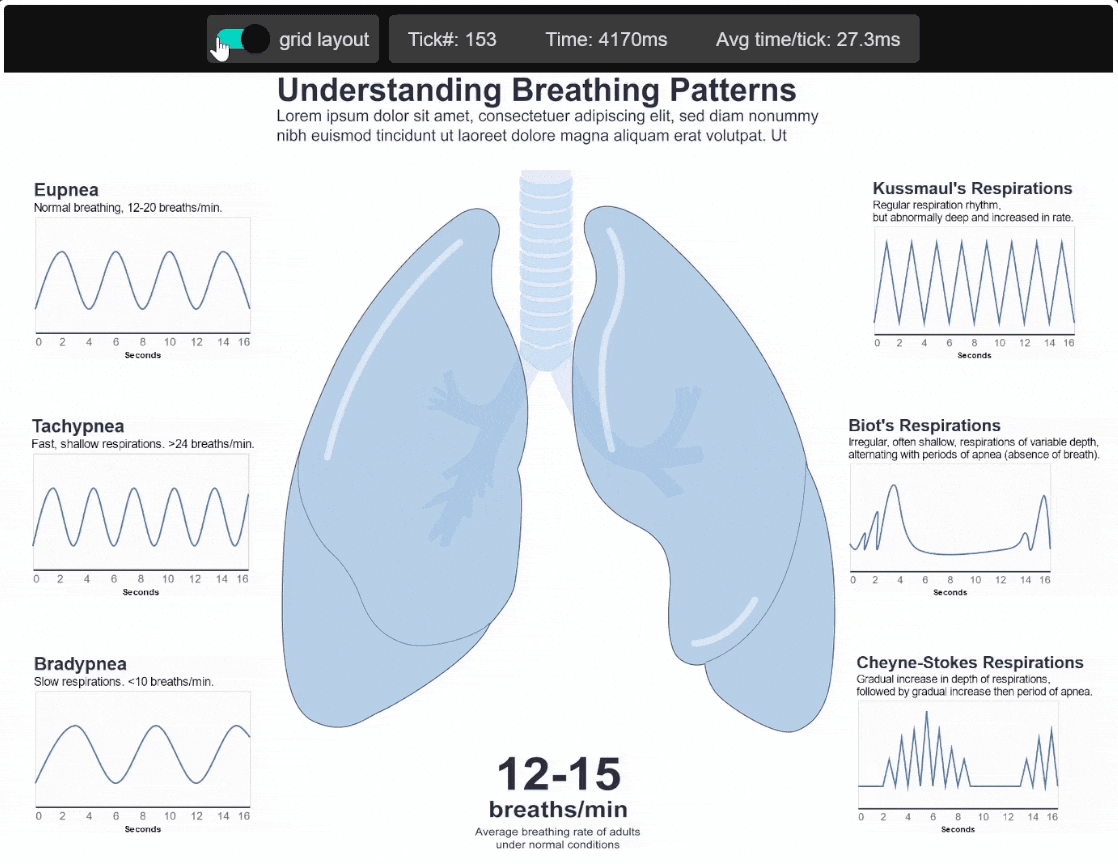 grid layout
Tick#: 153
Time: 4170ms
Avg time/tick: 27.3ms
Understanding Breathing Patterns
Lorem ipsum dolor sit amet, consectetuer adipiscing elit, sed diam nonummy
nibh euismod tincidunt ut laoreet dolore magna aliquam erat volutpat. Ut
Eupnea
Normal breathing, 12-20 breaths/min.
0 2 4 6 8 10 12 14 16
Seconds
Tachypnea
Fast, shallow respirations. >24 breaths/min.
0 2 4 6 8 10 12 14 16
Seconds
Bradypnea
Slow respirations. <10 breaths/min.
0 2 4 6 8 10 12 14 16
Seconds
12-15
breaths/min
Average breathing rate of adults
under normal conditions
Kussmaul's Respirations
Regular respiration rhythm,
but abnormally deep and increased in rate.
0 2 4 6 8 10 12 14 16
Seconds
Biot's Respirations
Irregular, often shallow, respirations of variable depth,
alternating with periods of apnea (absence of breath).
0 2 4 6 8 10 12 14 16
Seconds
Cheyne-Stokes Respirations
Gradual increase in depth of respirations,
followed by gradual increase then period of apnea.
0 2 4 6 8 10 12 14 16
Seconds